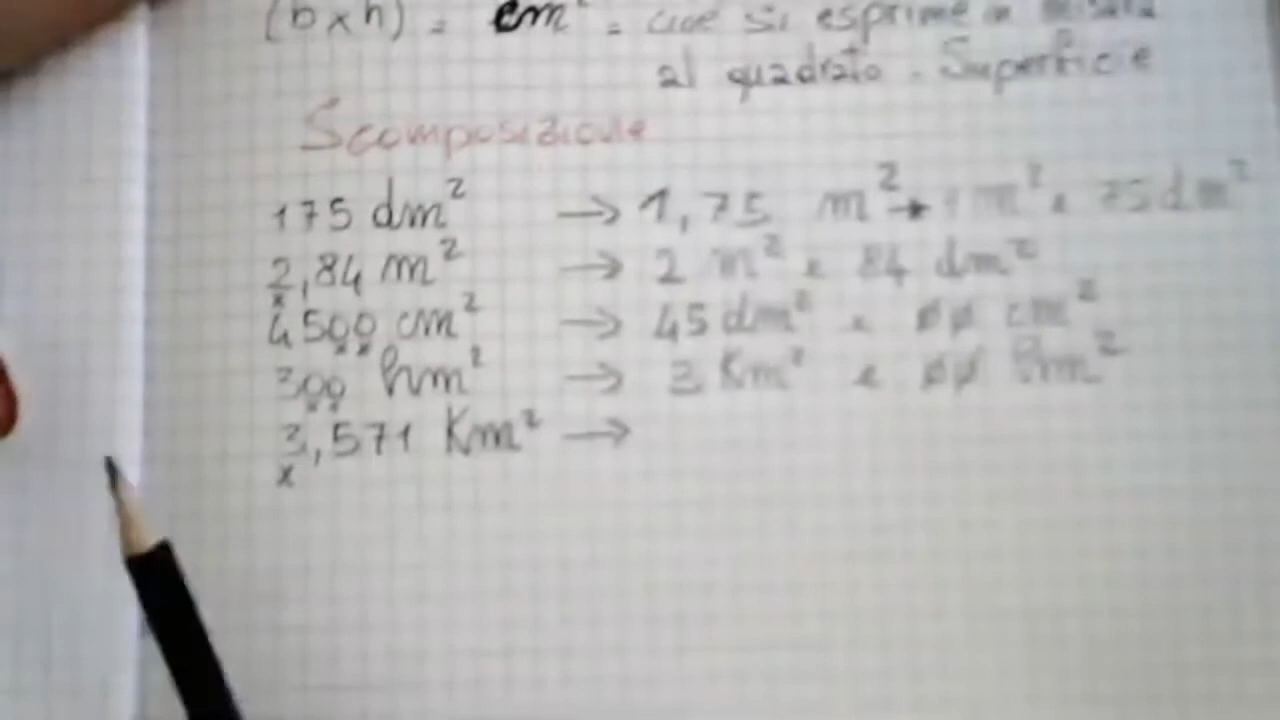 (b x h) = cm² = cioè si esprime in misura
al quadrato. Superficie
Scomposizione
175 dm² → 1,75 m² → 1 m² e 75 dm²
2,84 m² → 2 m² e 84 dm²
4500 cm² → 45 dm² e 00 cm²
300 hm² → 3 Km² e 00 hm²
3,571 Km² →
x